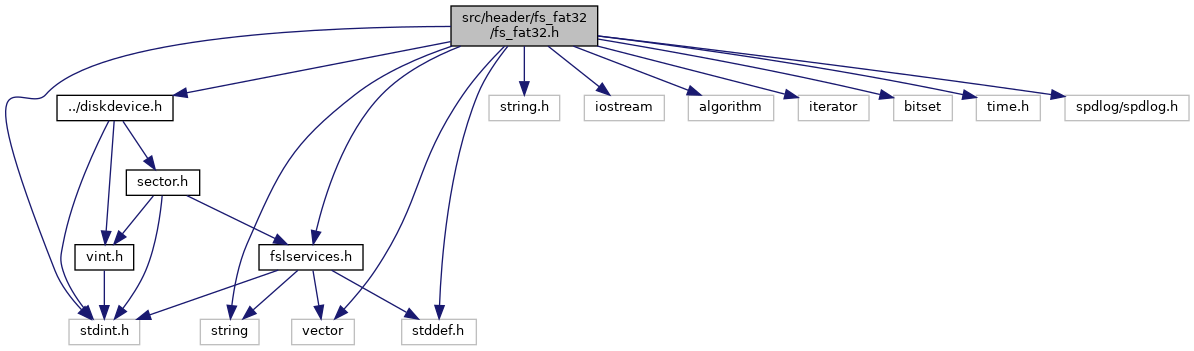 src/header/fs_fat32
/fs_fat32.h
../diskdevice.h
string.h
iostream
algorithm
iterator
bitset
time.h
spdlog/spdlog.h
sector.h
vint.h
fslservices.h
stdint.h
string
vector
stddef.h